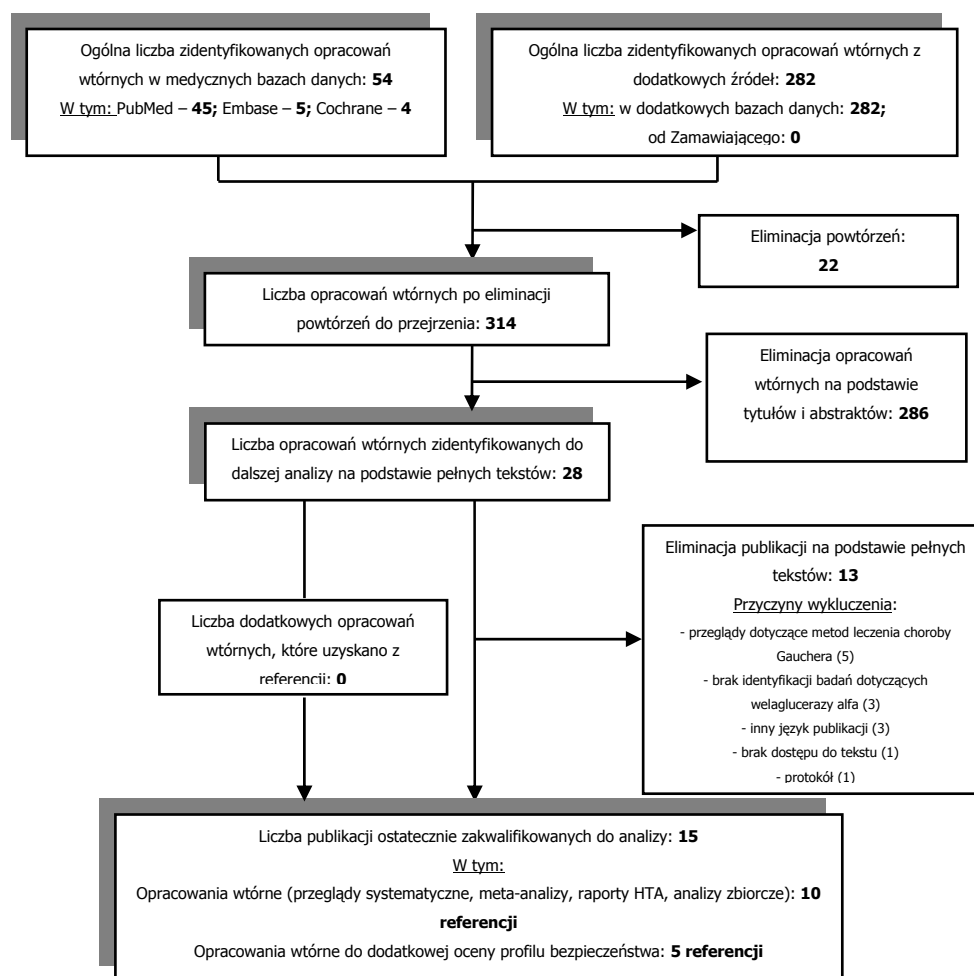 Ogólna liczba zidentyfikowanych opracowań
wtórnych w medycznych bazach danych: 54
W tym: PubMed – 45; Embase – 5; Cochrane – 4
Ogólna liczba zidentyfikowanych opracowań wtórnych z
dodatkowych źródeł: 282
W tym: w dodatkowych bazach danych: 282;
od Zamawiającego: 0
Eliminacja powtórzeń:
22
Liczba opracowań wtórnych po eliminacji
powtórzeń do przejrzenia: 314
Eliminacja opracowań
wtórnych na podstawie
tytułów i abstraktów: 286
Liczba opracowań wtórnych zidentyfikowanych do
dalszej analizy na podstawie pełnych tekstów: 28
Eliminacja publikacji na podstawie pełnych
tekstów: 13
Przyczyny wykluczenia:
- przeglądy dotyczące metod leczenia choroby
Gauchera (5)
- brak identyfikacji badań dotyczących
welaglucerazy alfa (3)
- inny język publikacji (3)
- brak dostępu do tekstu (1)
- protokół (1)
Liczba dodatkowych opracowań
wtórnych, które uzyskano z
referencji: 0
Liczba publikacji ostatecznie zakwalifikowanych do analizy: 15
W tym:
Opracowania wtórne (przeglądy systematyczne, meta-analizy, raporty HTA, analizy zbiorcze): 10
referencji
Opracowania wtórne do dodatkowej oceny profilu bezpieczeństwa: 5 referencji